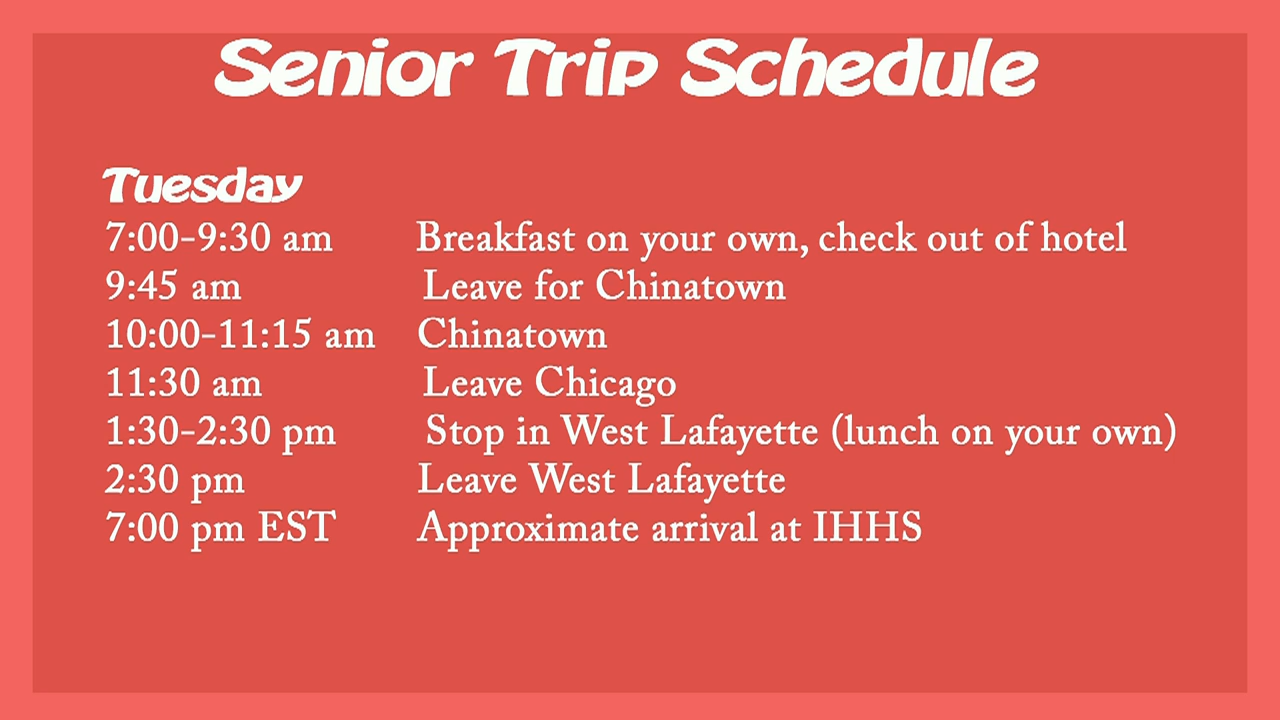 Senior Trip Schedule
Tuesday
7:00-9:30 am Breakfast on your own, check out of hotel
9:45 am Leave for Chinatown
10:00-11:15 am Chinatown
11:30 am Leave Chicago
1:30-2:30 pm Stop in West Lafayette (lunch on your own)
2:30 pm Leave West Lafayette
7:00 pm EST Approximate arrival at IHHS